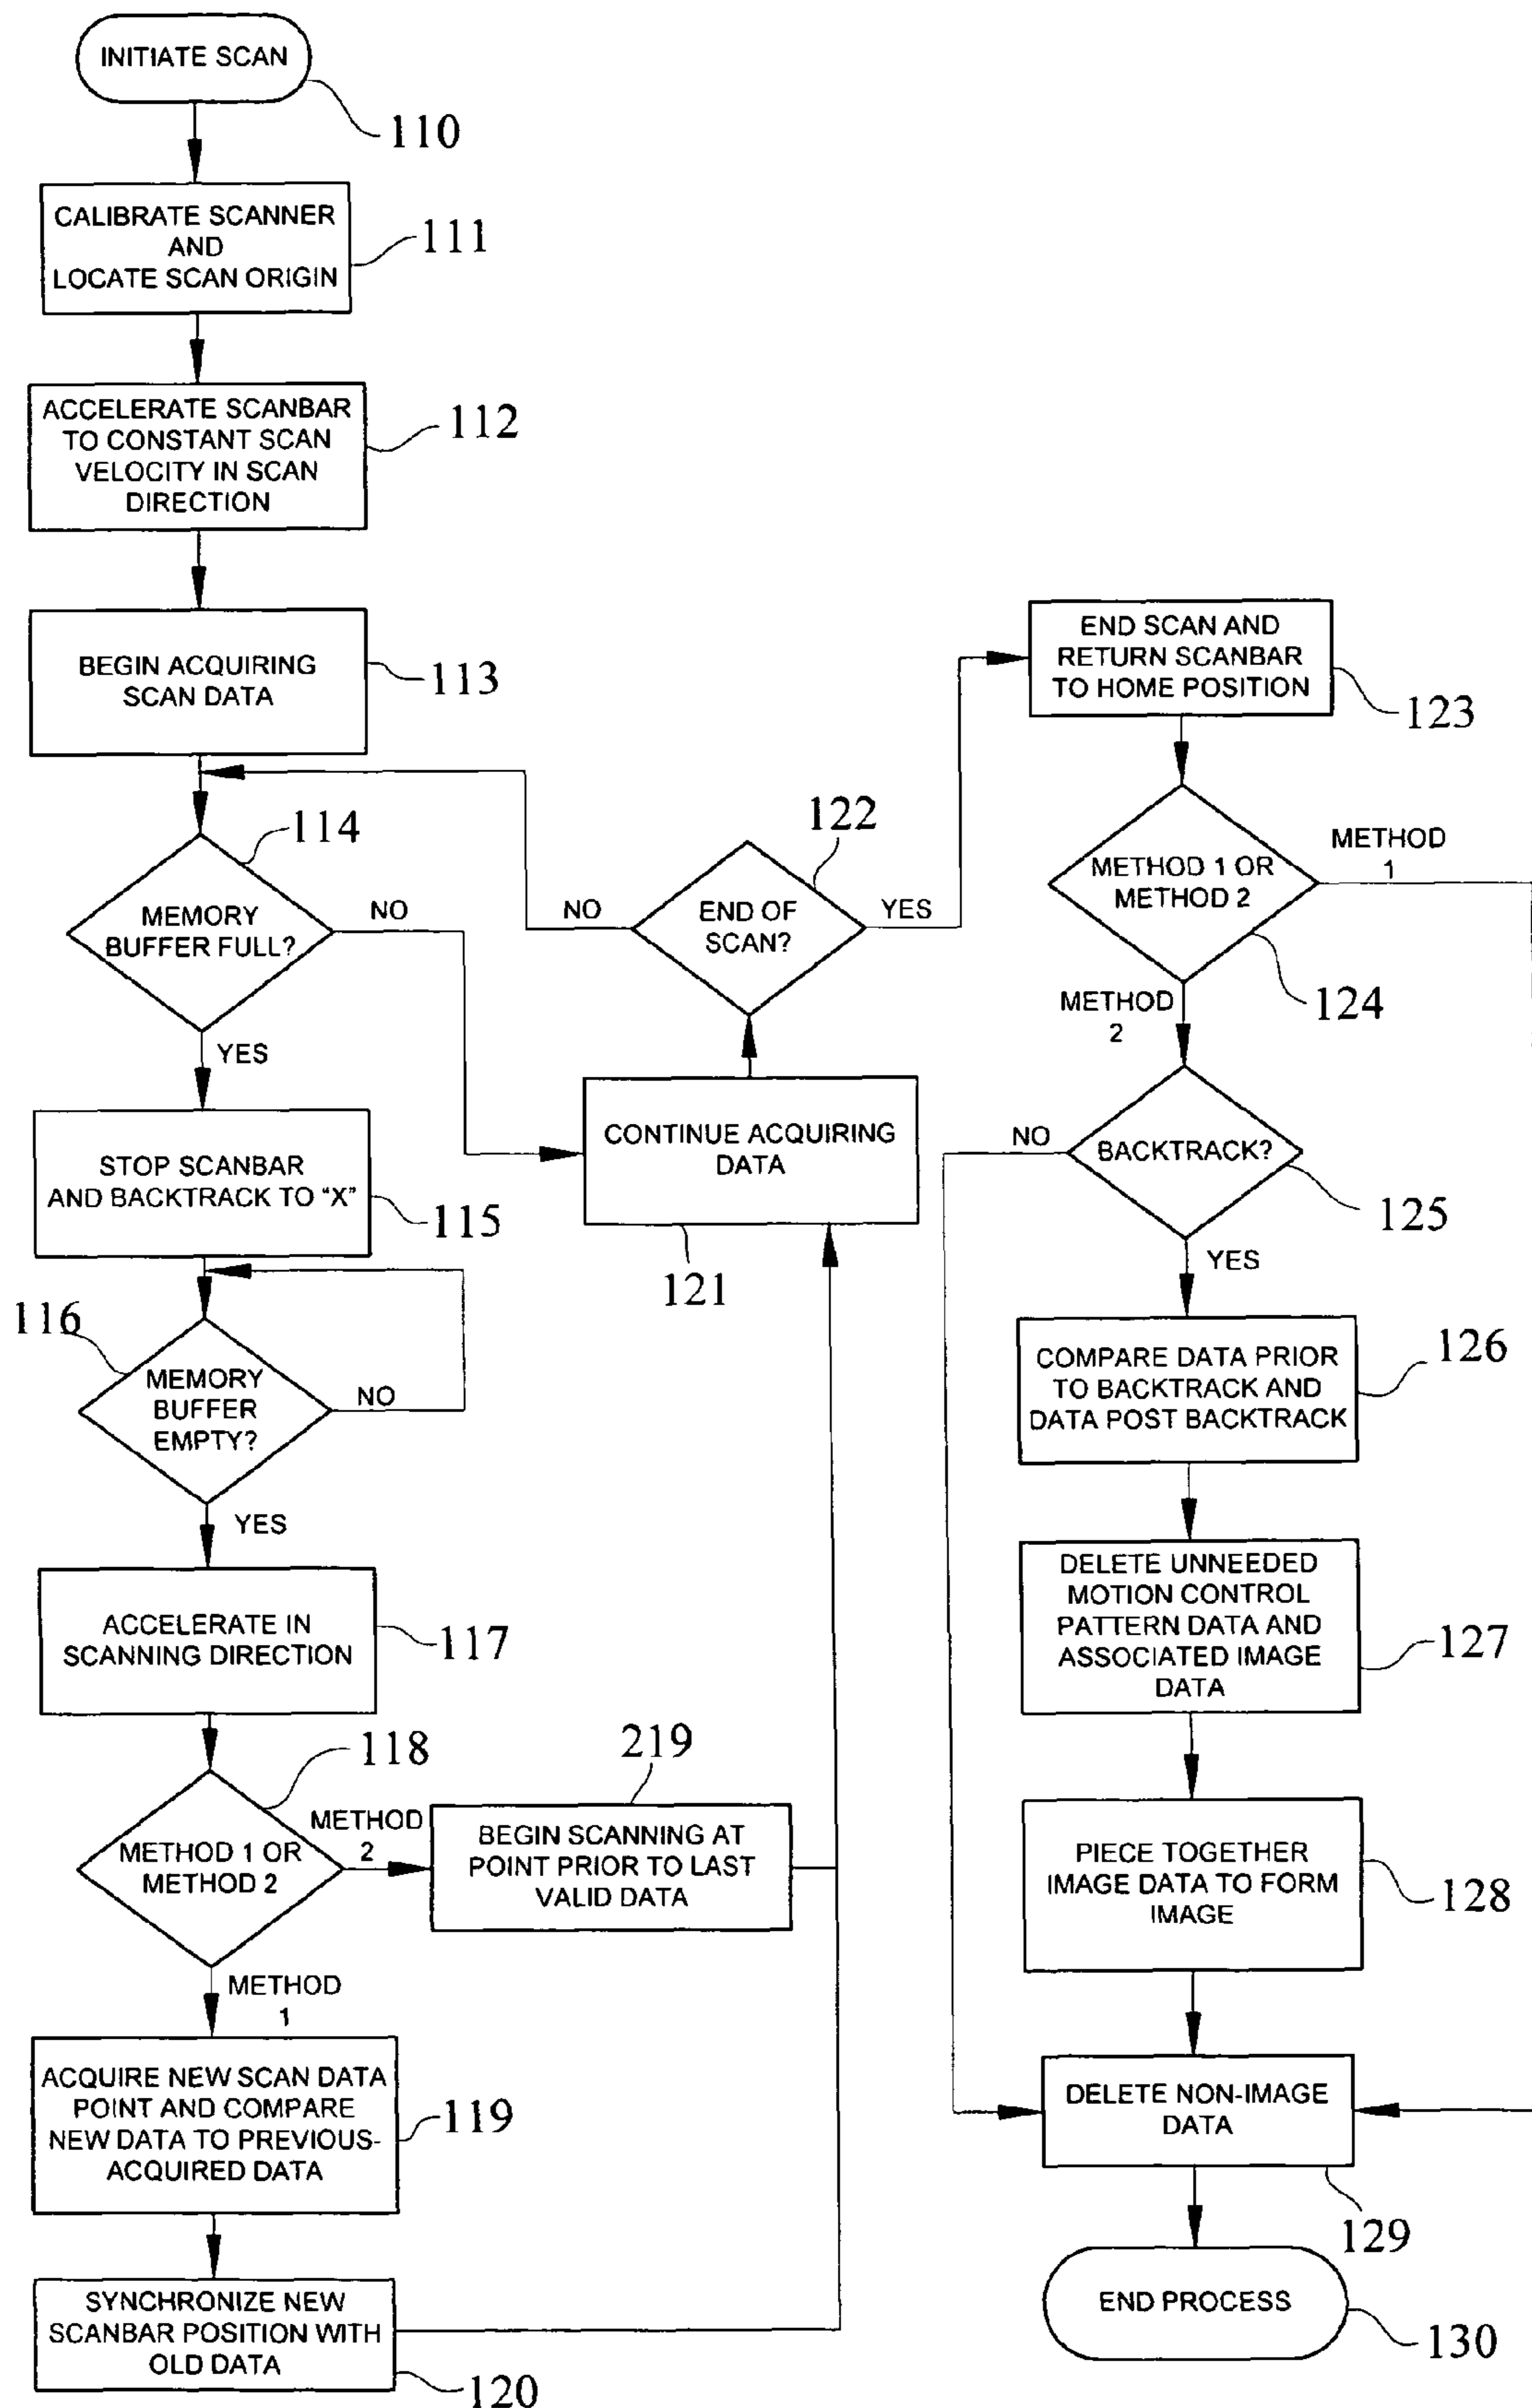 INITIATE SCAN
110
CALIBRATE SCANNER
AND
LOCATE SCAN ORIGIN
111
ACCELERATE SCANBAR
TO CONSTANT SCAN
VELOCITY IN SCAN
DIRECTION
112
BEGIN ACQUIRING
SCAN DATA
113
114
MEMORY
BUFFER FULL?
NO
YES
STOP SCANBAR
AND BACKTRACK TO “X”
115
116
MEMORY
BUFFER
EMPTY?
NO
YES
ACCELERATE IN
SCANNING DIRECTION
117
118
METHOD 1 OR
METHOD 2
METHOD
2
219
BEGIN SCANNING AT
POINT PRIOR TO LAST
VALID DATA
METHOD
1
ACQUIRE NEW SCAN DATA
POINT AND COMPARE
NEW DATA TO PREVIOUS-
ACQUIRED DATA
119
SYNCHRONIZE NEW
SCANBAR POSITION WITH
OLD DATA
120
CONTINUE ACQUIRING
DATA
121
122
END OF
SCAN?
NO
YES
END SCAN AND
RETURN SCANBAR
TO HOME POSITION
123
METHOD 1 OR
METHOD 2
METHOD
1
124
METHOD
2
BACKTRACK?
NO
125
YES
COMPARE DATA PRIOR
TO BACKTRACK AND
DATA POST BACKTRACK
126
DELETE UNNEEDED
MOTION CONTROL
PATTERN DATA AND
ASSOCIATED IMAGE
DATA
127
PIECE TOGETHER
IMAGE DATA TO FORM
IMAGE
128
DELETE NON-IMAGE
DATA
129
END PROCESS
130